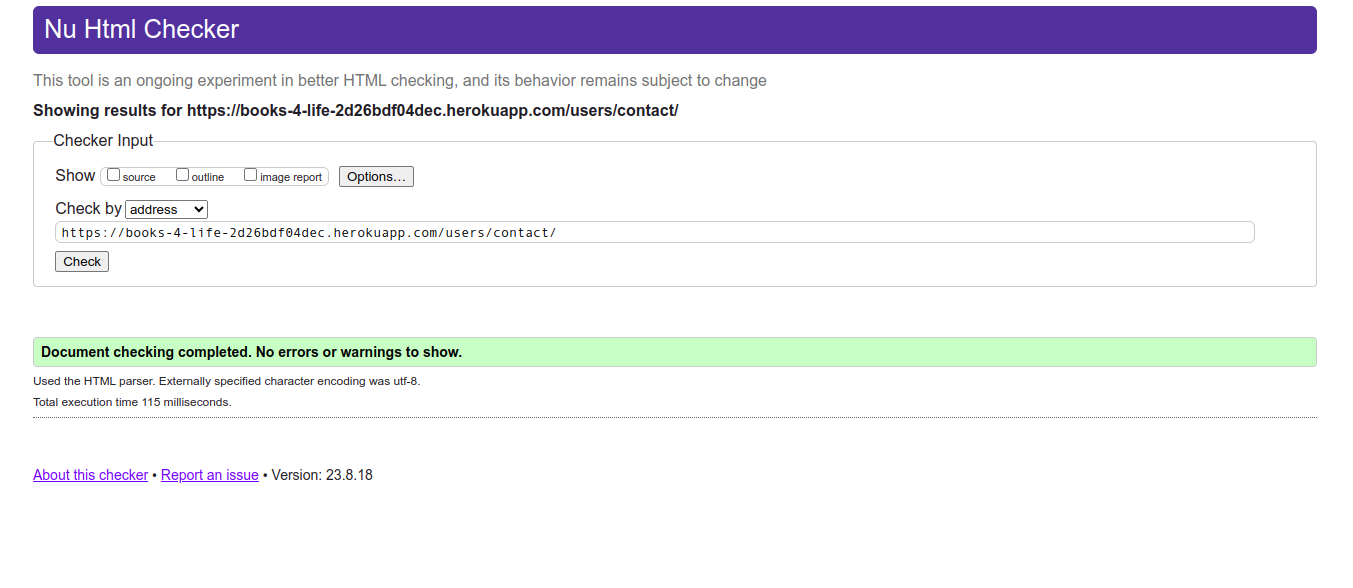 Nu Html Checker
This tool is an ongoing experiment in better HTML checking, and its behavior remains subject to change
Showing results for https://books-4-life-2d26bdf04dec.herokuapp.com/users/contact/
Checker Input
Show source outline image report Options…
Check by address
https://books-4-life-2d26bdf04dec.herokuapp.com/users/contact/
Check
Document checking completed. No errors or warnings to show.
Used the HTML parser. Externally specified character encoding was utf-8.
Total execution time 115 milliseconds.
About this checker • Report an issue • Version: 23.8.18